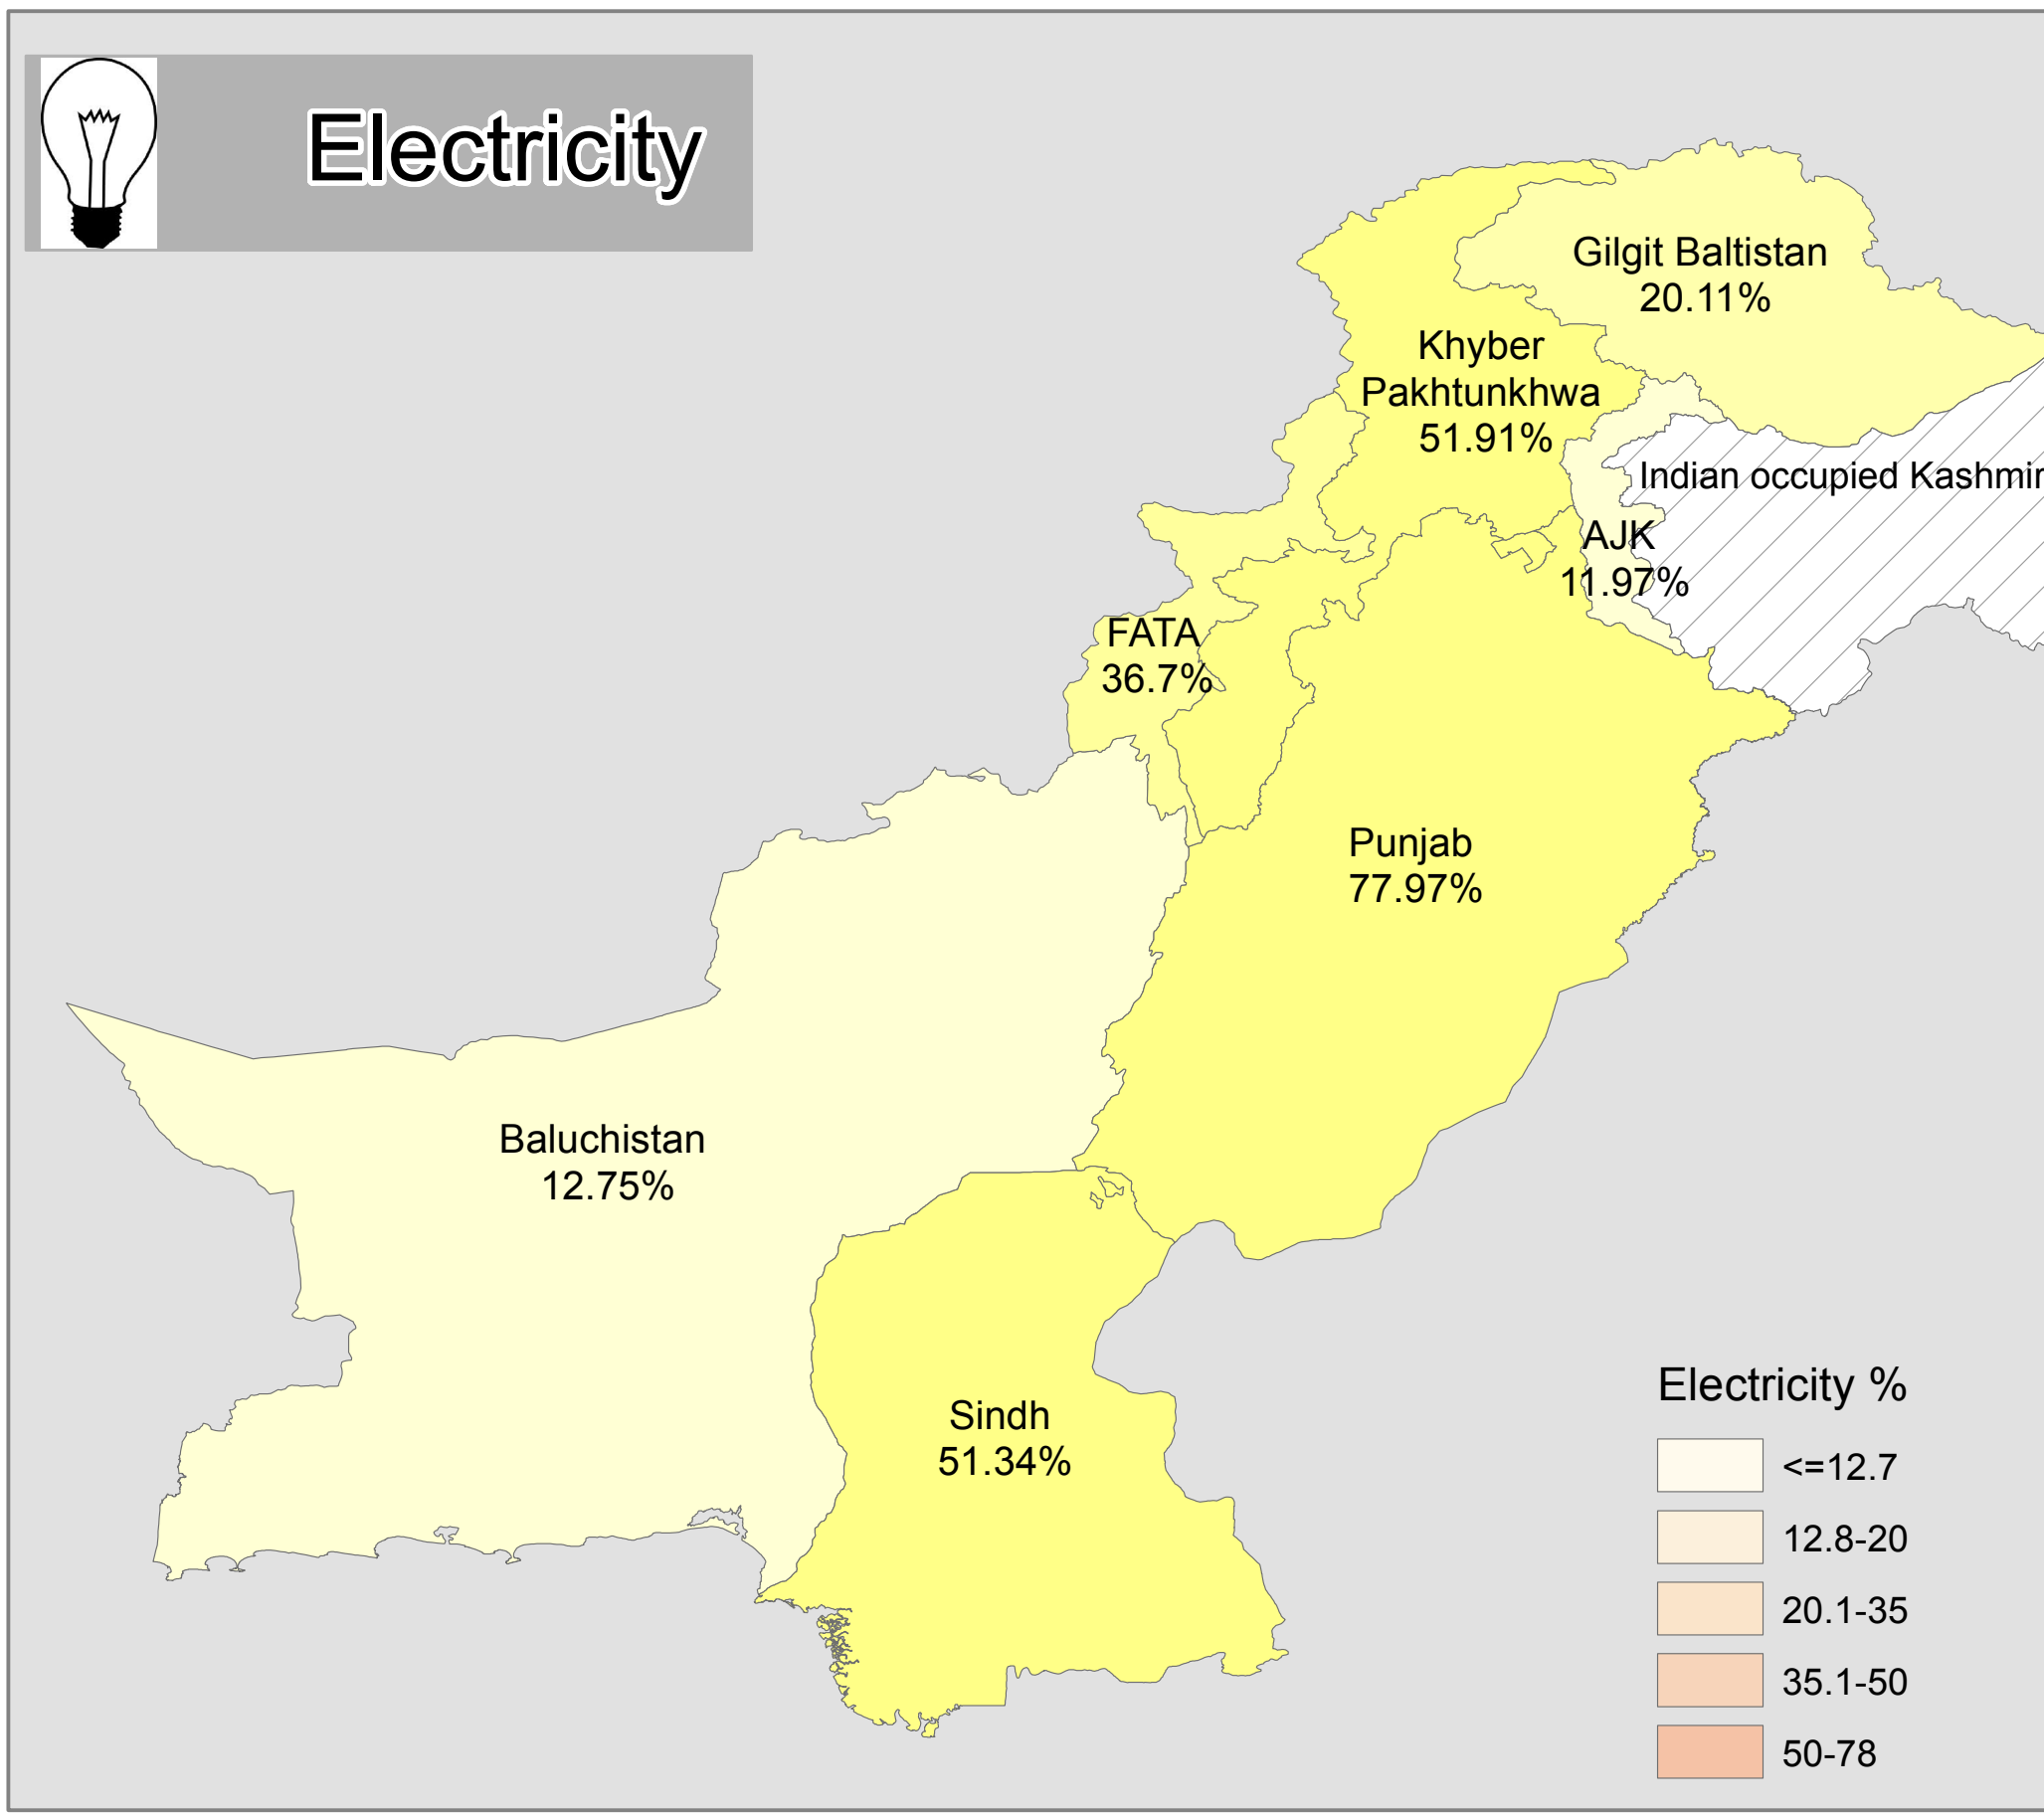 Electricity
Gilgit Baltistan
20.11%
Khyber
Pakhtunkhwa
51.91%
Indian occupied Kashmir
AJK
11.97%
FATA
36.7%
Punjab
77.97%
Baluchistan
12.75%
Sindh
51.34%
Electricity %
<=12.7
12.8-20
20.1-35
35.1-50
50-78